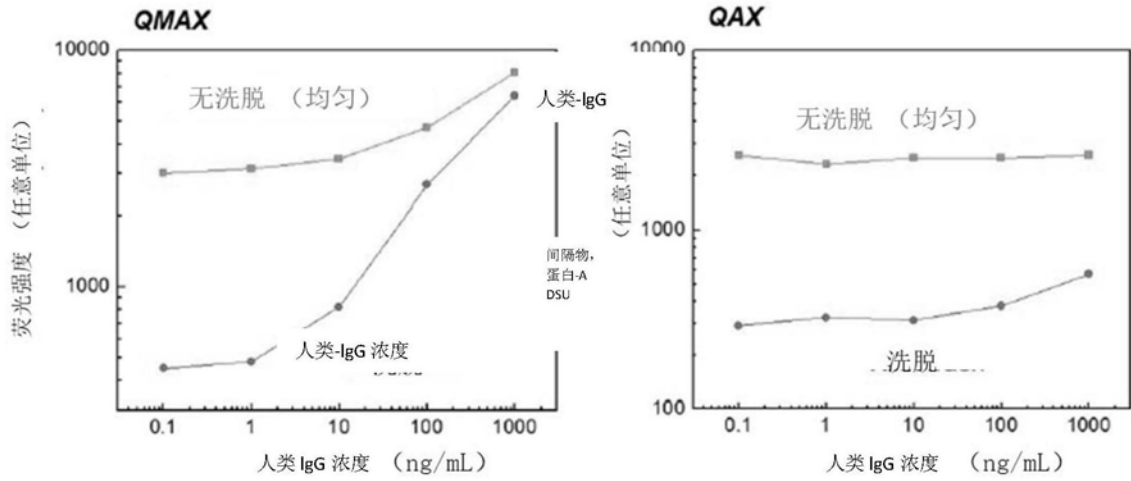 QMAX
10000
1000
荧光强度 （任意单位）
无洗脱 （均匀）
人类-IgG
人类-IgG 浓度
间隔物，
蛋白-A
DSU
0.1 1 10 100 1000
人类 IgG 浓度 （ng/mL）
QAX
10000
1000
100
（任意单位）
无洗脱 （均匀）
洗脱
0.1 1 10 100 1000
人类 IgG 浓度 （ng/mL）